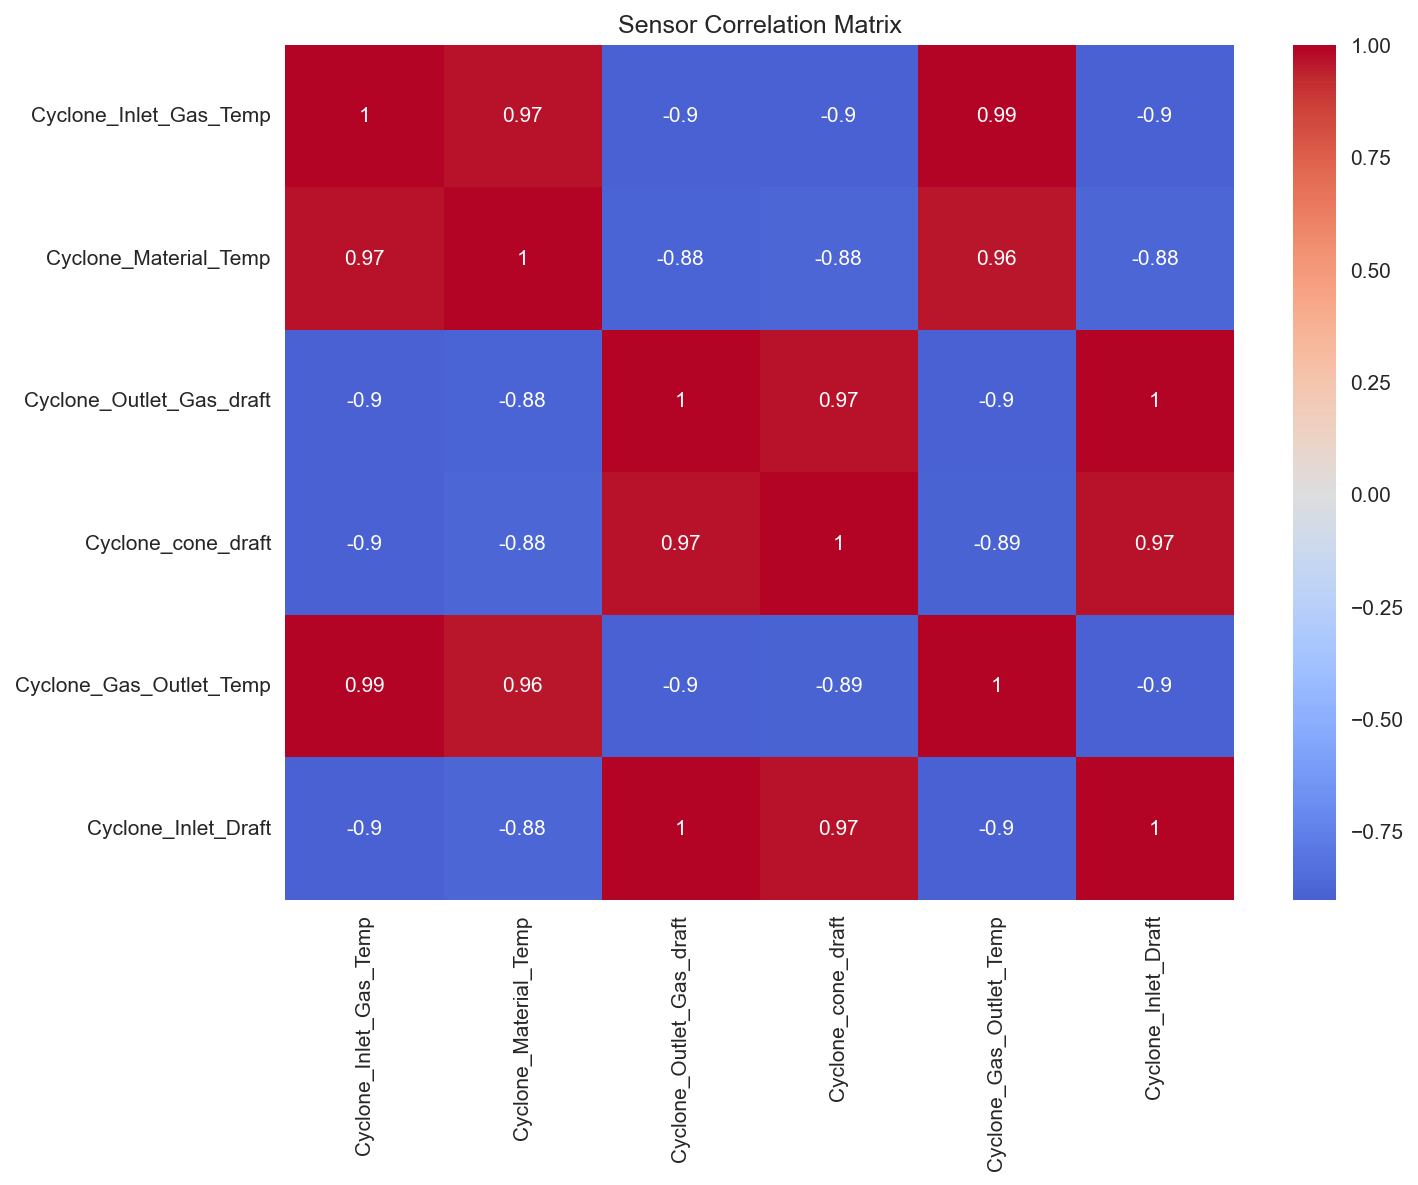 Sensor Correlation Matrix
Cyclone_Inlet_Gas_Temp 1 0.97 -0.9 -0.9 0.99 -0.9
Cyclone_Material_Temp 0.97 1 -0.88 -0.88 0.96 -0.88
Cyclone_Outlet_Gas_draft -0.9 -0.88 1 0.97 -0.9 1
Cyclone_cone_draft -0.9 -0.88 0.97 1 -0.89 0.97
Cyclone_Gas_Outlet_Temp 0.99 0.96 -0.9 -0.89 1 -0.9
Cyclone_Inlet_Draft -0.9 -0.88 1 0.97 -0.9 1
Cyclone_Inlet_Gas_Temp
Cyclone_Material_Temp
Cyclone_Outlet_Gas_draft
Cyclone_cone_draft
Cyclone_Gas_Outlet_Temp
Cyclone_Inlet_Draft
1.00
0.75
0.50
0.25
0.00
−0.25
−0.50
−0.75